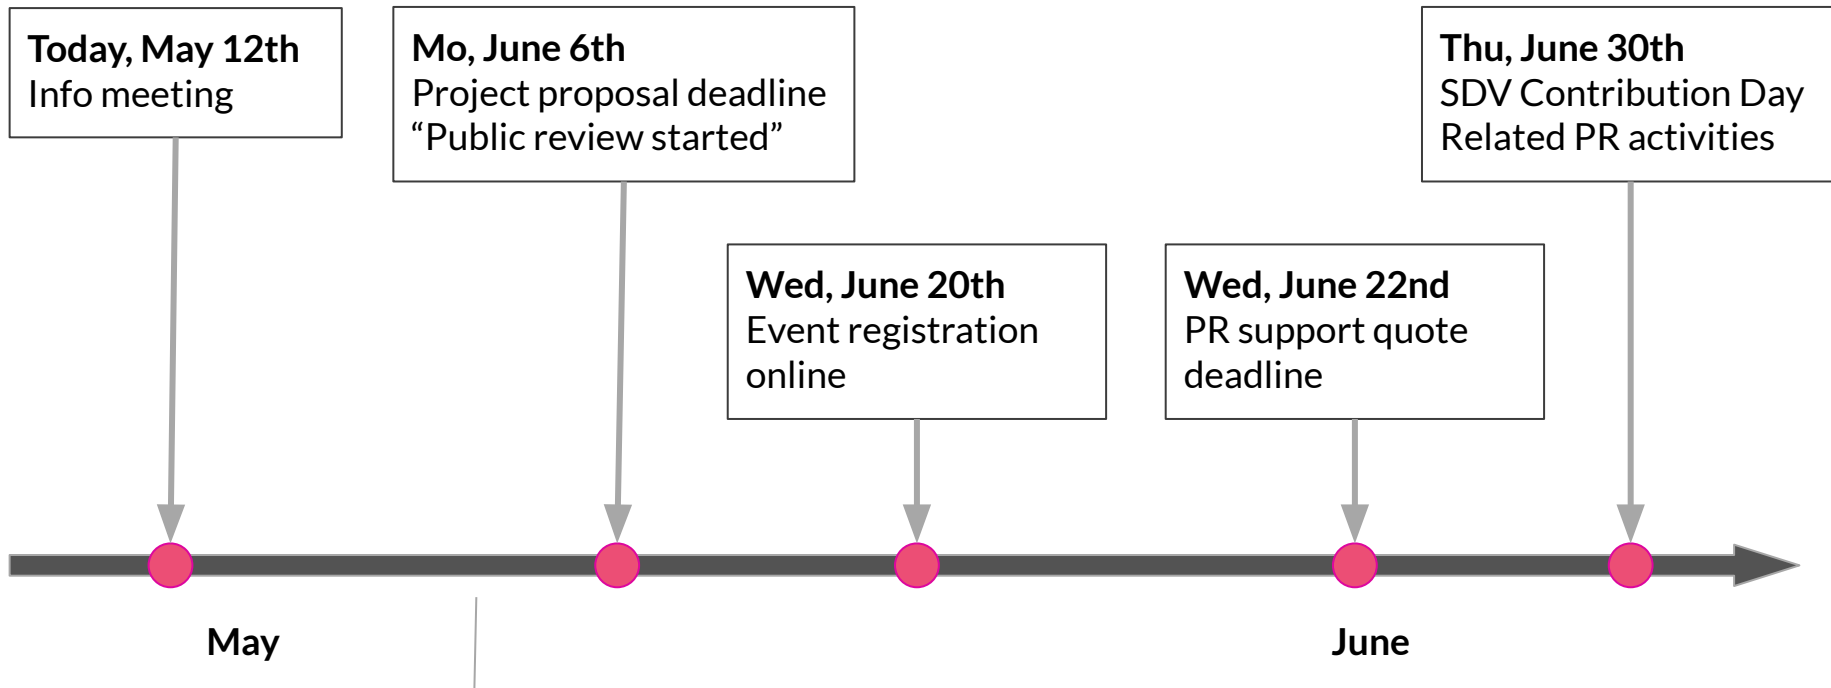 Today, May 12th
Info meeting
Mo, June 6th
Project proposal deadline
“Public review started”
Thu, June 30th
SDV Contribution Day
Related PR activities
Wed, June 20th
Event registration
online
Wed, June 22nd
PR support quote
deadline
May
June